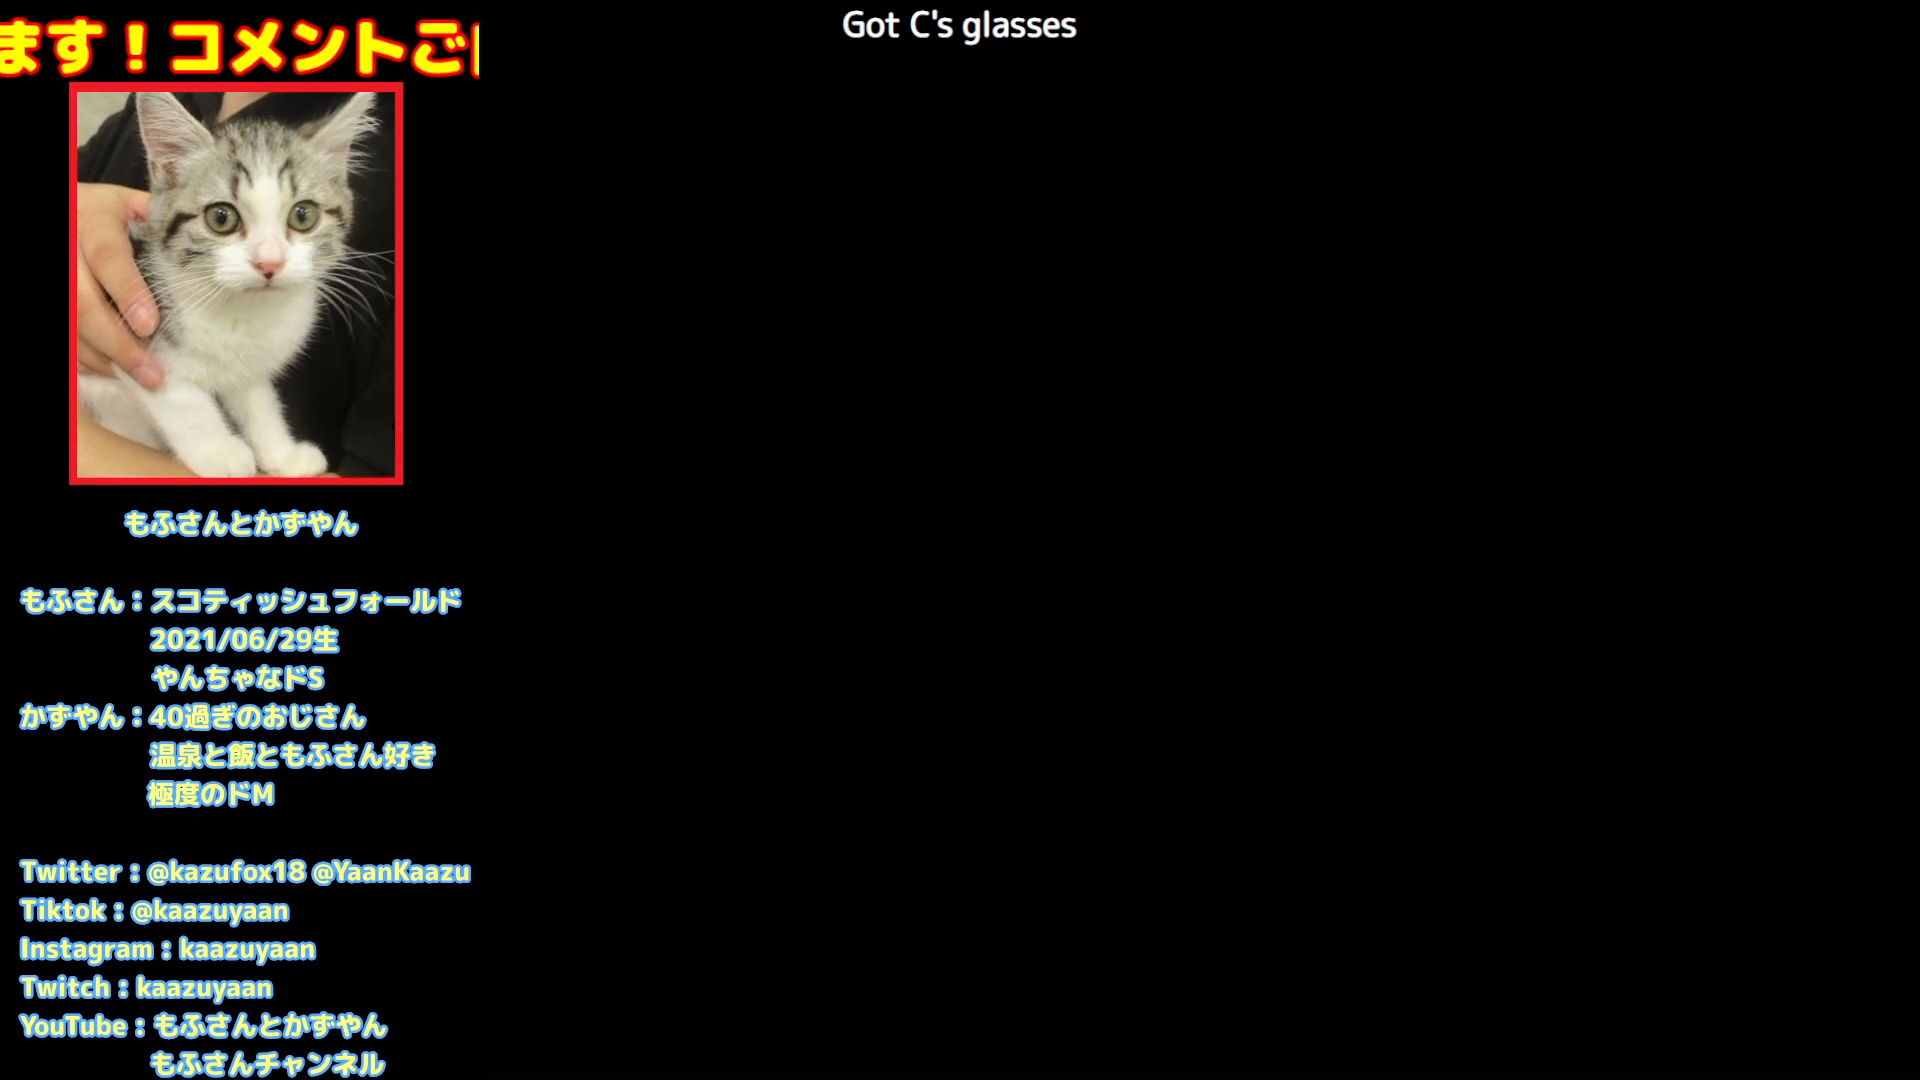 ます！コメントご
Got C's glasses
もふさんとかずやん
もふさん：スコティッシュフォールド
2021/06/29生
やんちゃなドS
かずやん：40過ぎのおじさん
温泉と飯ともふさん好き
極度のドM
Twitter：@kazufox18 @YaanKaazu
Tiktok：@kaazuyaan
Instagram：kaazuyaan
Twitch：kaazuyaan
YouTube：もふさんとかずやん
もふさんチャンネル